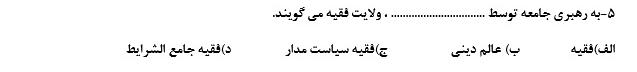 ۵-به رهبری جامعه توسط ................................ ، ولایت فقیه می گویند.
الف)فقیه ب) عالم دینی ج)فقیه سیاست مدار د)فقیه جامع الشرایط